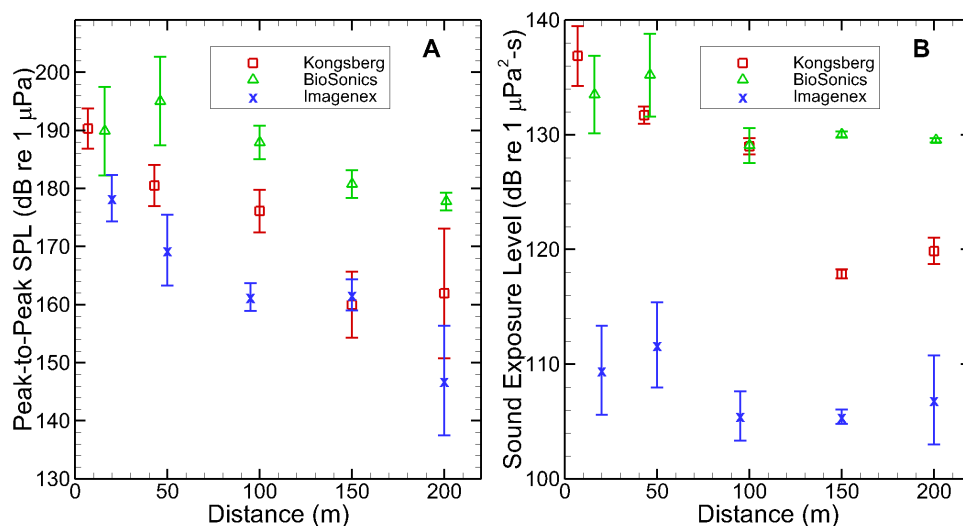 A
Kongsberg
BioSonics
Imagenex
Peak-to-Peak SPL (dB re 1 μPa)
200
190
180
170
160
150
140
130
0
50
100
150
200
Distance (m)
B
Kongsberg
BioSonics
Imagenex
Sound Exposure Level (dB re 1 μPa²-s)
140
130
120
110
100
0
50
100
150
200
Distance (m)